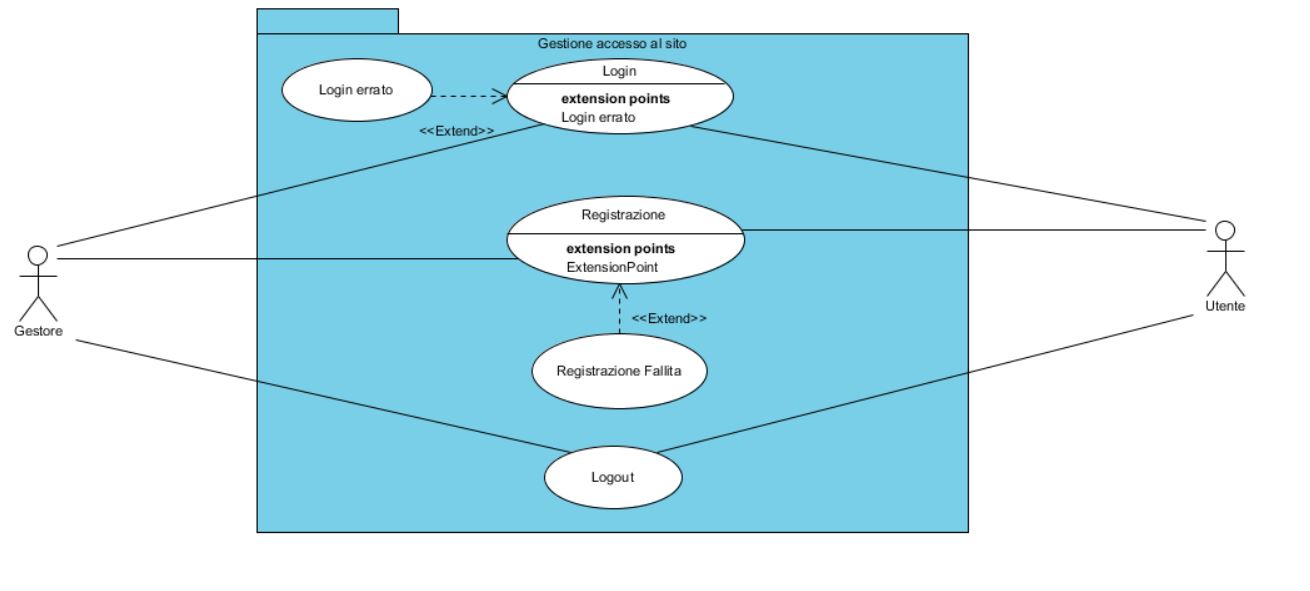 Gestione accesso al sito
Login errato
Login
extension points
Login errato
<<Extend>>
Registrazione
extension points
ExtensionPoint
<<Extend>>
Registrazione Fallita
Logout
Gestore
Utente